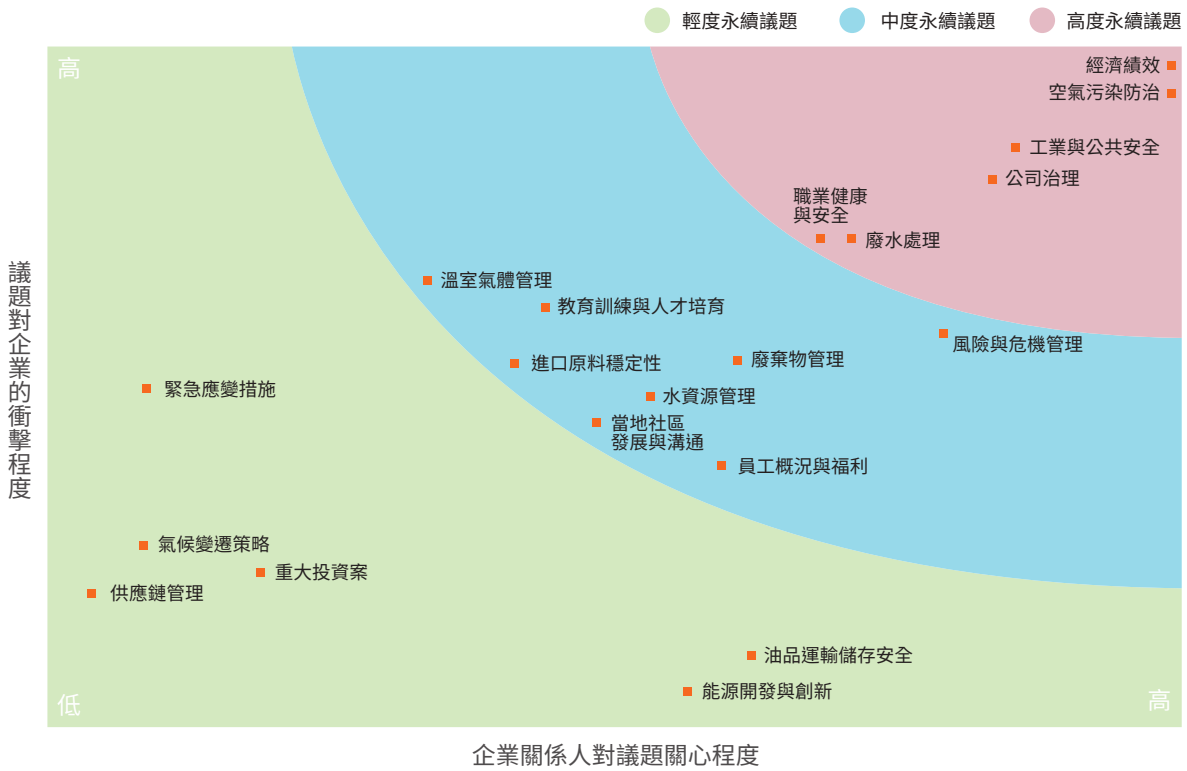 輕度永續議題
中度永續議題
高度永續議題
高
經濟績效
空氣污染防治
工業與公共安全
公司治理
職業健康
與安全
廢水處理
溫室氣體管理
教育訓練與人才培育
風險與危機管理
進口原料穩定性
廢棄物管理
緊急應變措施
水資源管理
當地社區
發展與溝通
員工概況與福利
議題對企業的衝擊程度
氣候變遷策略
重大投資案
供應鏈管理
油品運輸儲存安全
能源開發與創新
低
高
企業關係人對議題關心程度